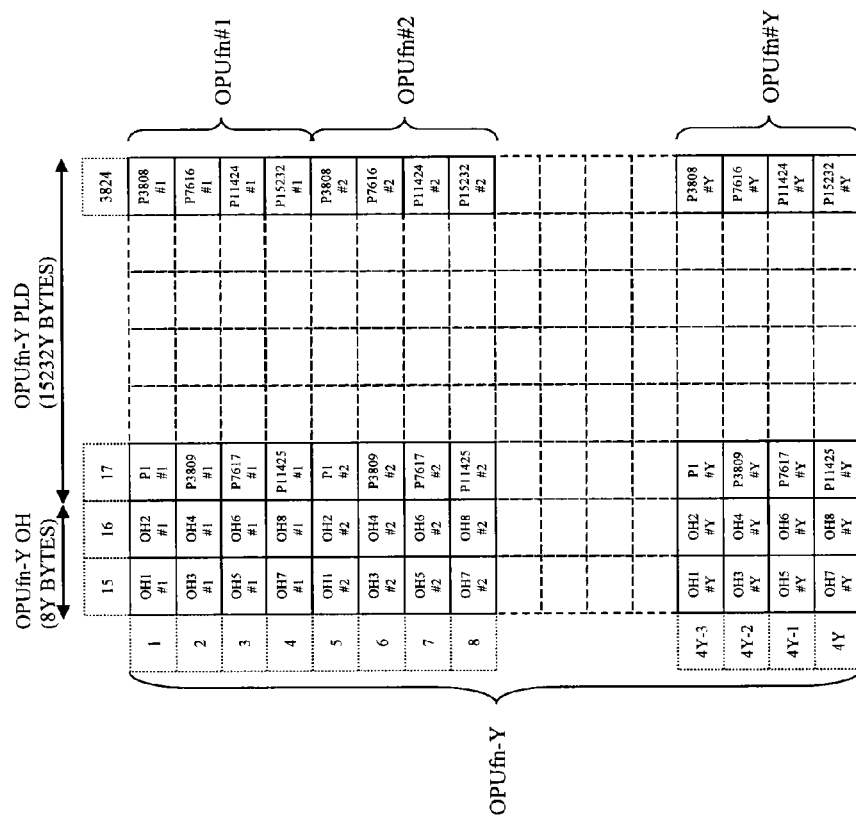 OPUfn-Y OH
(8Y BYTES)
OPUfn-Y PLD
(15232Y BYTES)
15 16 17 3824
1 OH1 #1 OH2 #1 P1 #1 P3808 #1
2 OH3 #1 OH4 #1 P3809 #1 P7616 #1
3 OH5 #1 OH6 #1 P7617 #1 P11424 #1
4 OH7 #1 OH8 #1 P11425 #1 P15232 #1
5 OH1 #2 OH2 #2 P1 #2 P3808 #2
6 OH3 #2 OH4 #2 P3809 #2 P7616 #2
7 OH5 #2 OH6 #2 P7617 #2 P11424 #2
8 OH7 #2 OH8 #2 P11425 #2 P15232 #2
4Y-3 OH1 #Y OH2 #Y P1 #Y P3808 #Y
4Y-2 OH3 #Y OH4 #Y P3809 #Y P7616 #Y
4Y-1 OH5 #Y OH6 #Y P7617 #Y P11424 #Y
4Y OH7 #Y OH8 #Y P11425 #Y P15232 #Y
OPUfn-Y
OPUfn#1
OPUfn#2
OPUfn#Y